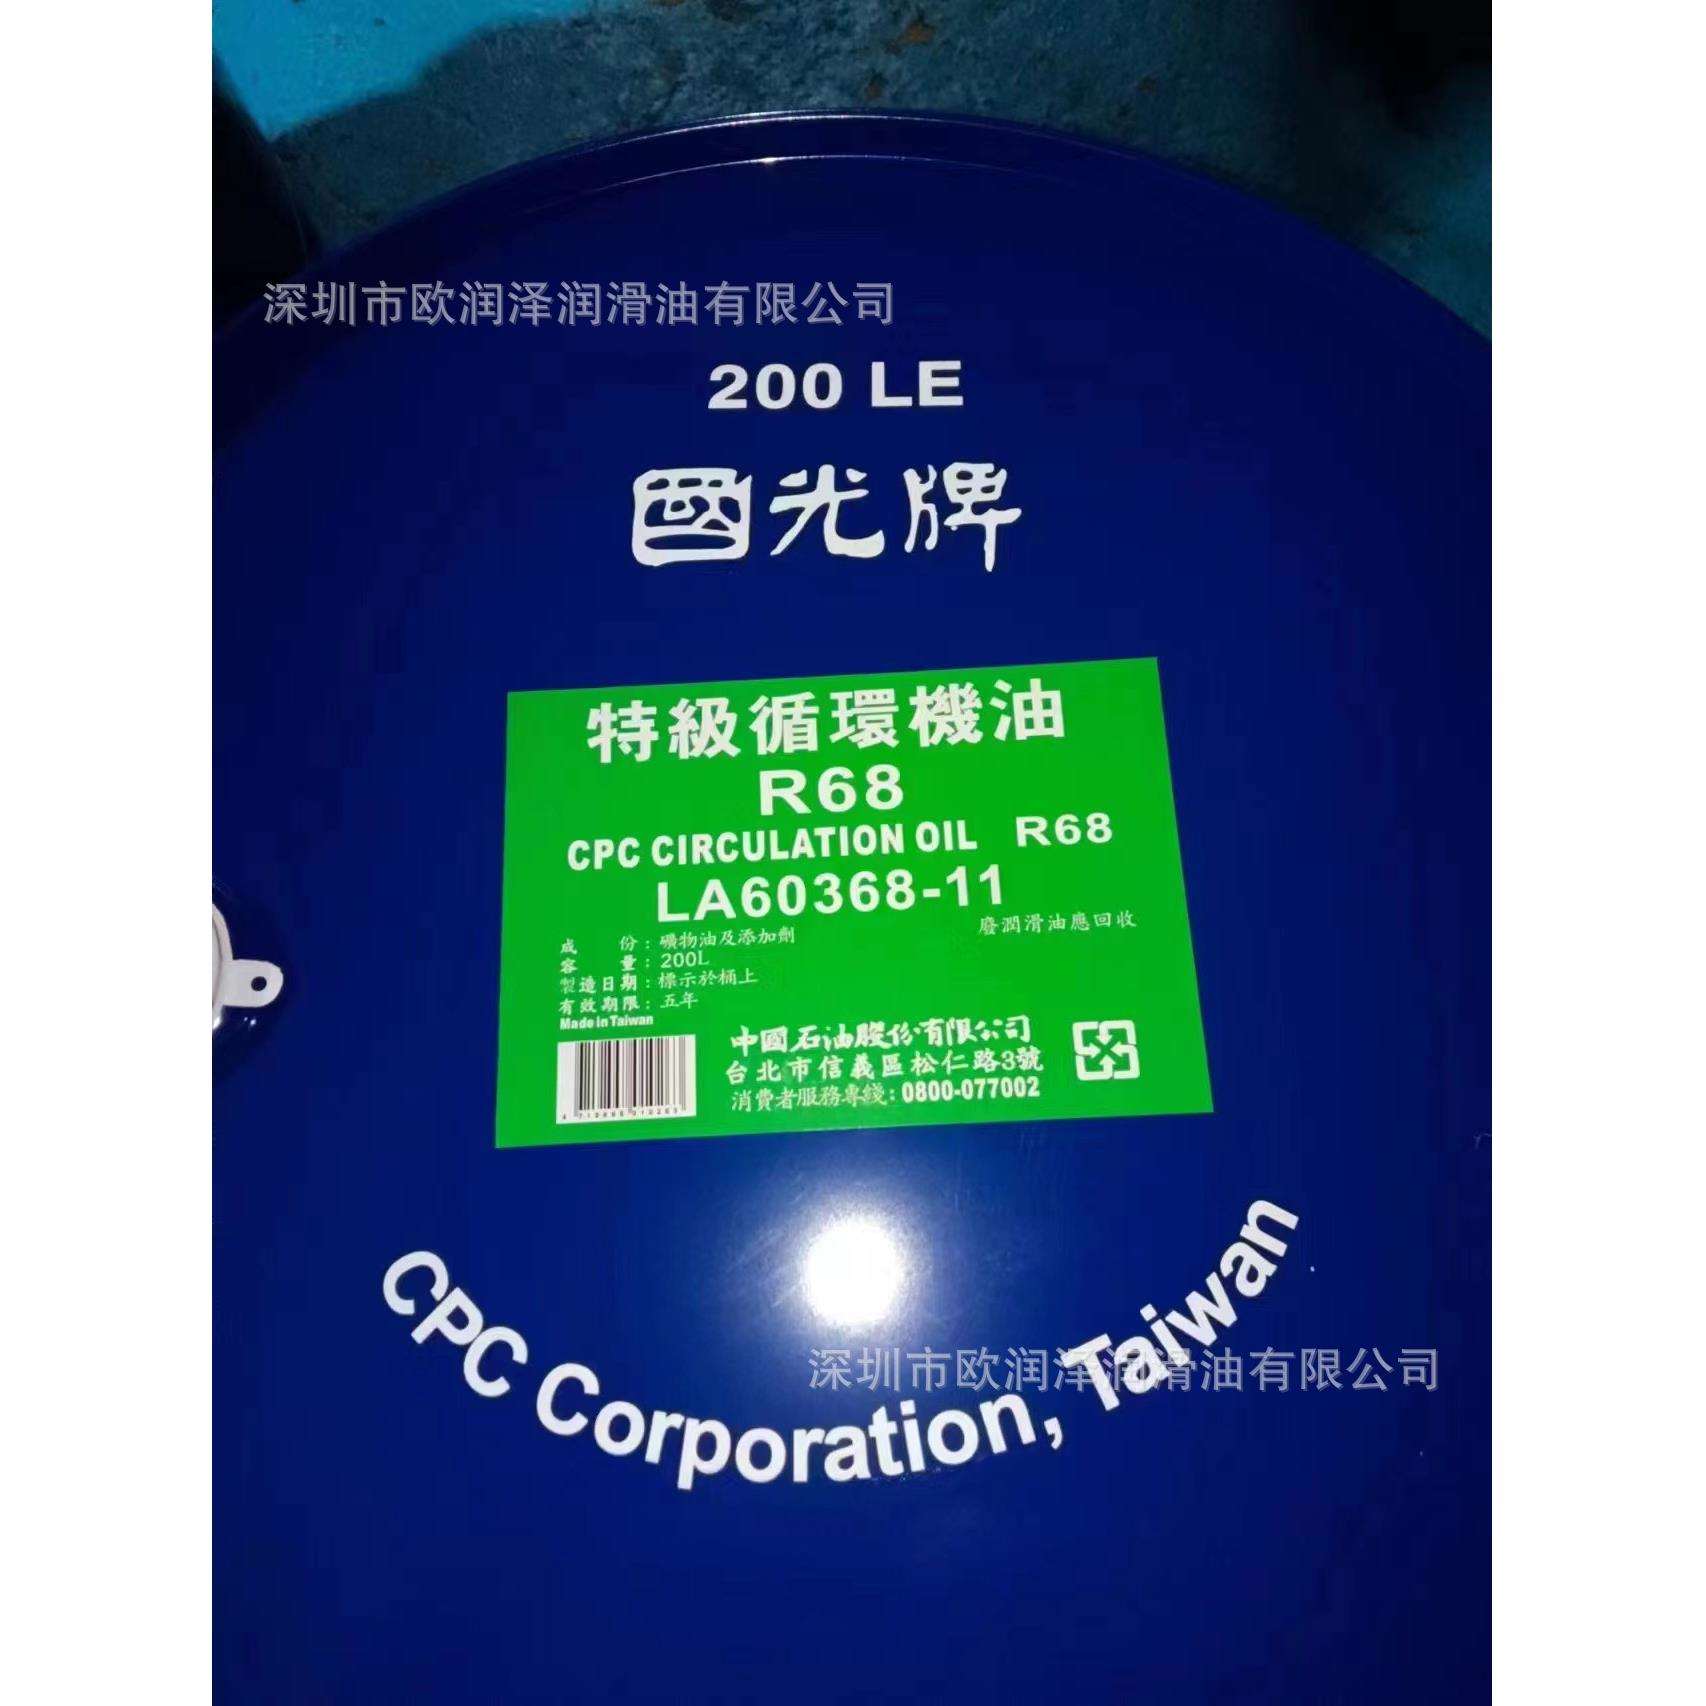 深圳市欧润泽润滑油有限公司
200 LE
國光牌
特級循環機油
R68
CPC CIRCULATION OIL R68
LA60368-11
廢潤滑油應回收
成 份：礦物油及添加劑
容 量：200L
製造日期：標示於桶上
有效期限：五年
Made in Taiwan
中國石油股份有限公司
台北市信義區松仁路3號
消費者服務專綫：0800-077002
CPC Corporation, Taiwan
深圳市欧润泽润滑油有限公司